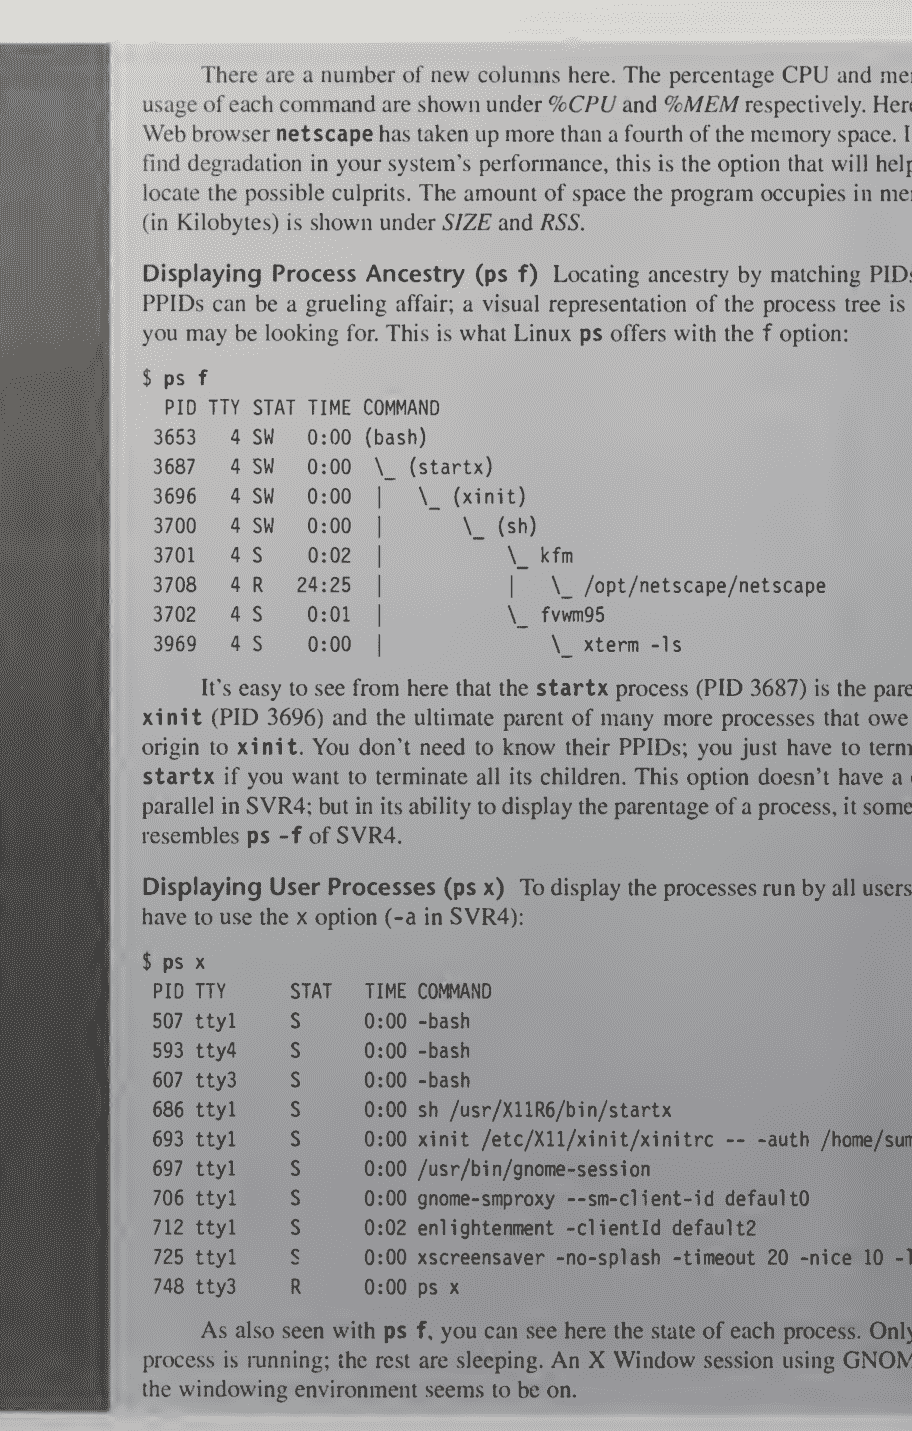 There are a number of new columns here. The percentage CPU and
usage of each command are shown under %CPU and %MEM respectively.
Web browser netscape has taken up more than a fourth of the memory space.
find degradation in your system's performance, this is the option that will help
locate the possible culprits. The amount of space the program occupies in
(in Kilobytes) is shown under SIZE and RSS.
Displaying Process Ancestry (ps f) Locating ancestry by matching
PPIDs can be a grueling affair; a visual representation of the process tree is
you may be looking for. This is what Linux ps offers with the f option:
$ ps f
PID TTY STAT TIME COMMAND
3653 4 SW 0:00 (bash)
3687 4 SW 0:00 \_ (startx)
3696 4 SW 0:00 | \_ (xinit)
3700 4 SW 0:00 | \_ (sh)
3701 4 S 0:02 | \_ kfm
3708 4 R 24:25 | | \_ /opt/netscape/netscape
3702 4 S 0:01 | \_ fvwm95
3969 4 S 0:00 | \_ xterm -ls
It's easy to see from here that the startx process (PID 3687) is the
xinit (PID 3696) and the ultimate parent of many more processes that owe
origin to xinit. You don't need to know their PPIDs; you just have to
startx if you want to terminate all its children. This option doesn't have a
parallel in SVR4; but in its ability to display the parentage of a process, it
resembles ps -f of SVR4.
Displaying User Processes (ps x) To display the processes run by all users
have to use the x option (-a in SVR4):
$ ps x
PID TTY STAT TIME COMMAND
507 tty1 S 0:00 -bash
593 tty4 S 0:00 -bash
607 tty3 S 0:00 -bash
686 tty1 S 0:00 sh /usr/X11R6/bin/startx
693 tty1 S 0:00 xinit /etc/X11/xinit/xinitrc -- -auth /home/sum
697 tty1 S 0:00 /usr/bin/gnome-session
706 tty1 S 0:00 gnome-smproxy --sm-client-id default0
712 tty1 S 0:02 enlightenment -clientId default2
725 tty1 S 0:00 xscreensaver -no-splash -timeout 20 -nice 10
748 tty3 R 0:00 ps x
As also seen with ps f, you can see here the state of each process. Only
process is running; the rest are sleeping. An X Window session using
the windowing environment seems to be on.